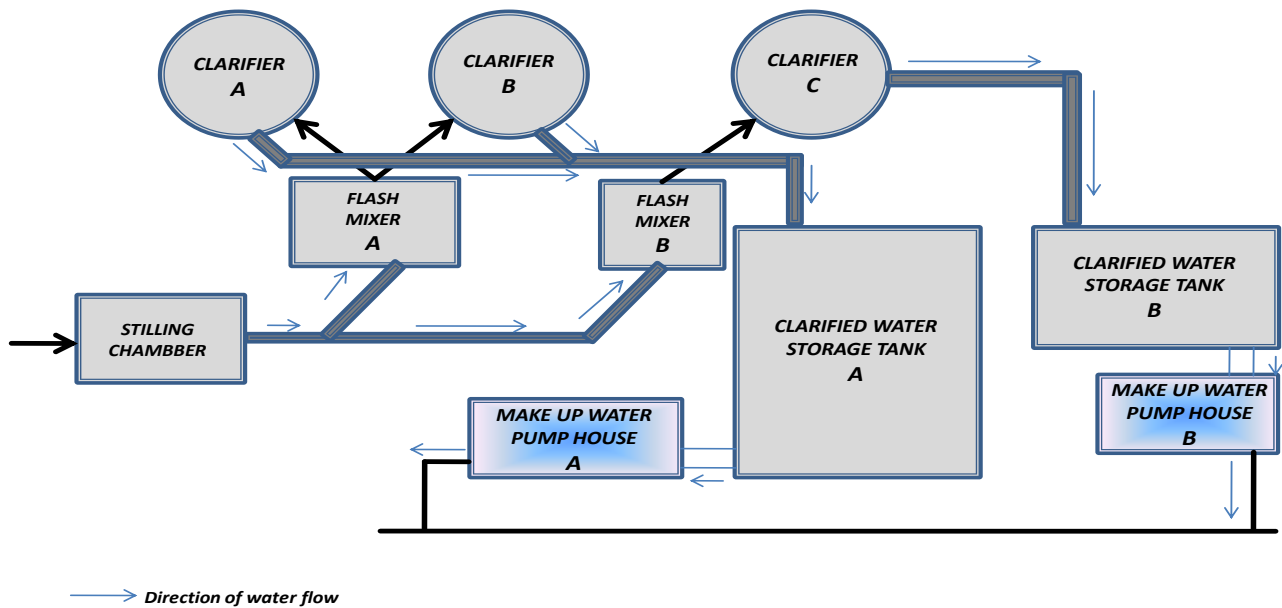 CLARIFIER
A
CLARIFIER
B
CLARIFIER
C
FLASH
MIXER
A
FLASH
MIXER
B
STILLING
CHAMBBER
CLARIFIED WATER
STORAGE TANK
A
CLARIFIED WATER
STORAGE TANK
B
MAKE UP WATER
PUMP HOUSE
A
MAKE UP WATER
PUMP HOUSE
B
Direction of water flow